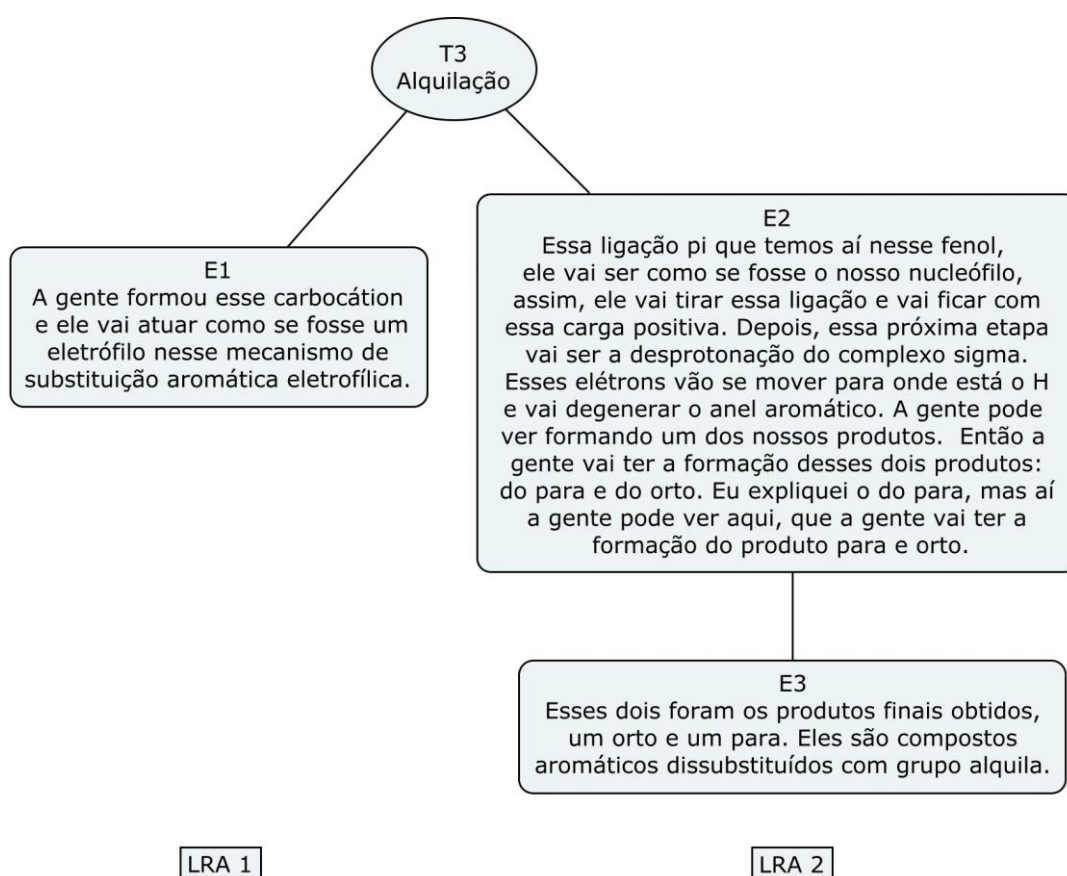 T3
Alquilação
E1
A gente formou esse carbocátion
e ele vai atuar como se fosse um
eletrófilo nesse mecanismo de
substituição aromática eletrofílica.
E2
Essa ligação pi que temos aí nesse fenol,
ele vai ser como se fosse o nosso nucleófilo,
assim, ele vai tirar essa ligação e vai ficar com
essa carga positiva. Depois, essa próxima etapa
vai ser a desprotonação do complexo sigma.
Esses elétrons vão se mover para onde está o H
e vai degenerar o anel aromático. A gente pode
ver formando um dos nossos produtos. Então a
gente vai ter a formação desses dois produtos:
do para e do orto. Eu expliquei o do para, mas aí
a gente pode ver aqui, que a gente vai ter a
formação do produto para e orto.
E3
Esses dois foram os produtos finais obtidos,
um orto e um para. Eles são compostos
aromáticos dissubstituídos com grupo alquila.
LRA 1
LRA 2